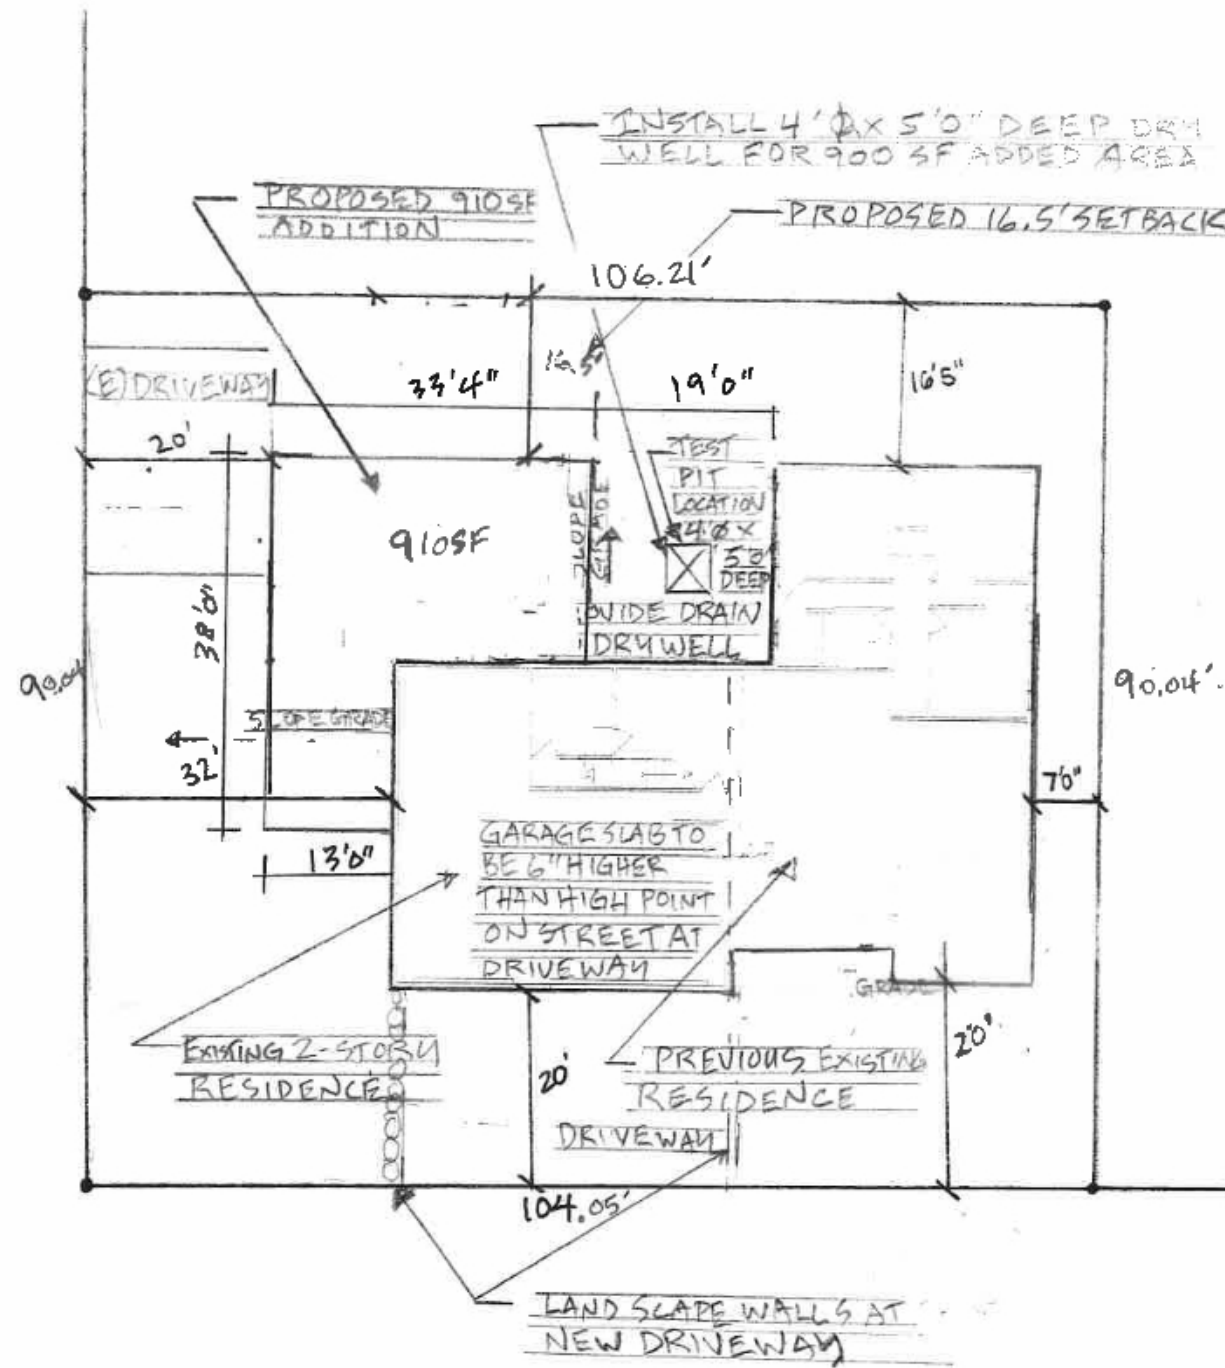 INSTALL 4'Ø X 5'0" DEEP DRY
WELL FOR 900 SF ADDED AREA
PROPOSED 910SF
ADDITION
PROPOSED 16.5' SETBACK
106.21'
16.5'
(E) DRIVEWAY
33'4"
19'0"
16'5"
20'
TEST
PIT
LOCATION
4'Ø X
5'0"
DEEP
SLOPE
GRADE
910SF
38'0"
OVIDE DRAIN
DRYWELL
90.04
90.04'
SLOPE GRADE
32'
7'0"
13'0"
GARAGE SLAB TO
BE 6" HIGHER
THAN HIGH POINT
ON STREET AT
DRIVEWAY
GRADE
EXISTING 2-STORY
RESIDENCE
20'
PREVIOUS EXISTING
RESIDENCE
20'
DRIVEWAY
104.05'
LANDSCAPE WALLS AT
NEW DRIVEWAY